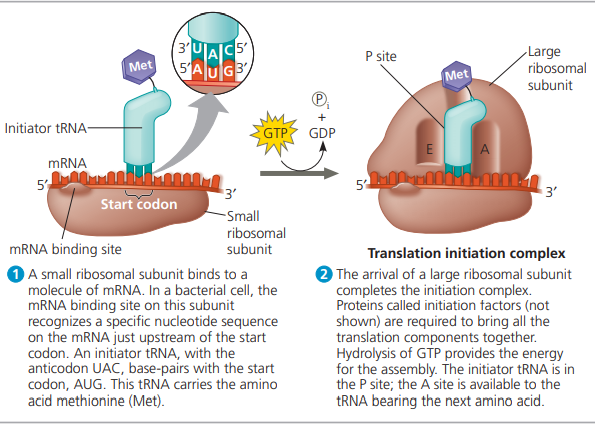 3' U A C 5'
5' A U G 3'
Met
Initiator tRNA
mRNA
5'
3'
Start codon
mRNA binding site
Small
ribosomal
subunit
GTP
P i
+
GDP
P site
Met
Large
ribosomal
subunit
E
A
5'
3'
Translation initiation complex
1 A small ribosomal subunit binds to a
molecule of mRNA. In a bacterial cell, the
mRNA binding site on this subunit
recognizes a specific nucleotide sequence
on the mRNA just upstream of the start
codon. An initiator tRNA, with the
anticodon UAC, base-pairs with the start
codon, AUG. This tRNA carries the amino
acid methionine (Met).
2 The arrival of a large ribosomal subunit
completes the initiation complex.
Proteins called initiation factors (not
shown) are required to bring all the
translation components together.
Hydrolysis of GTP provides the energy
for the assembly. The initiator tRNA is in
the P site; the A site is available to the
tRNA bearing the next amino acid.